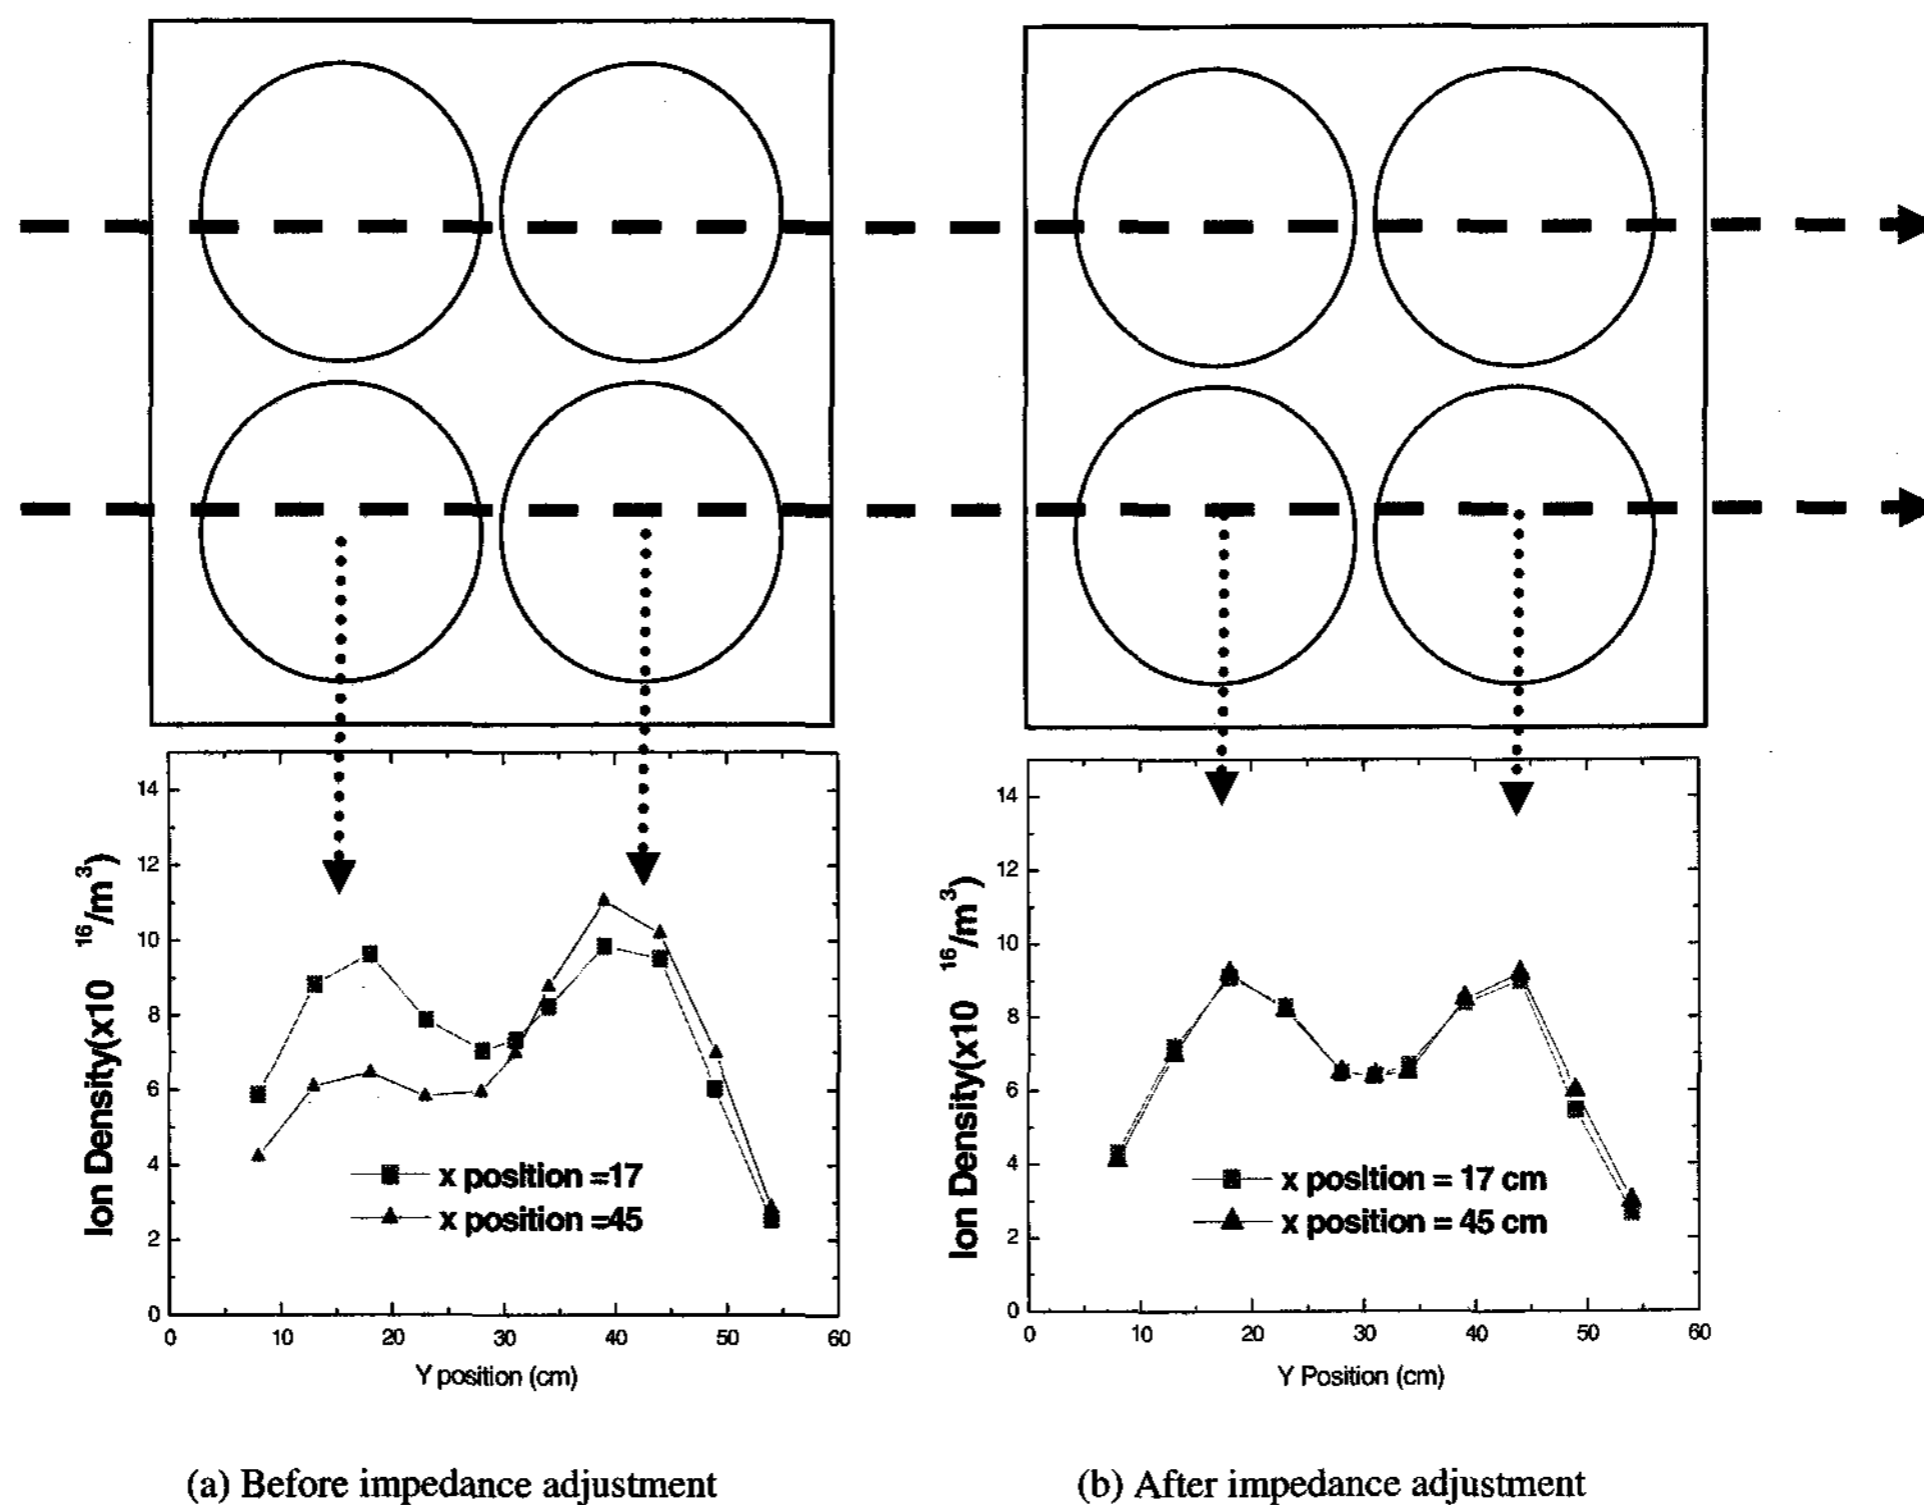 14
12
10
8
6
4
2
0
0 10 20 30 40 50 60
Ion Density(x10 16/m3)
x position =17
x position =45
Y position (cm)
(a) Before impedance adjustment
14
12
10
8
6
4
2
0
0 10 20 30 40 50 60
Ion Density(x10 16/m3)
x position = 17 cm
x position = 45 cm
Y Position (cm)
(b) After impedance adjustment